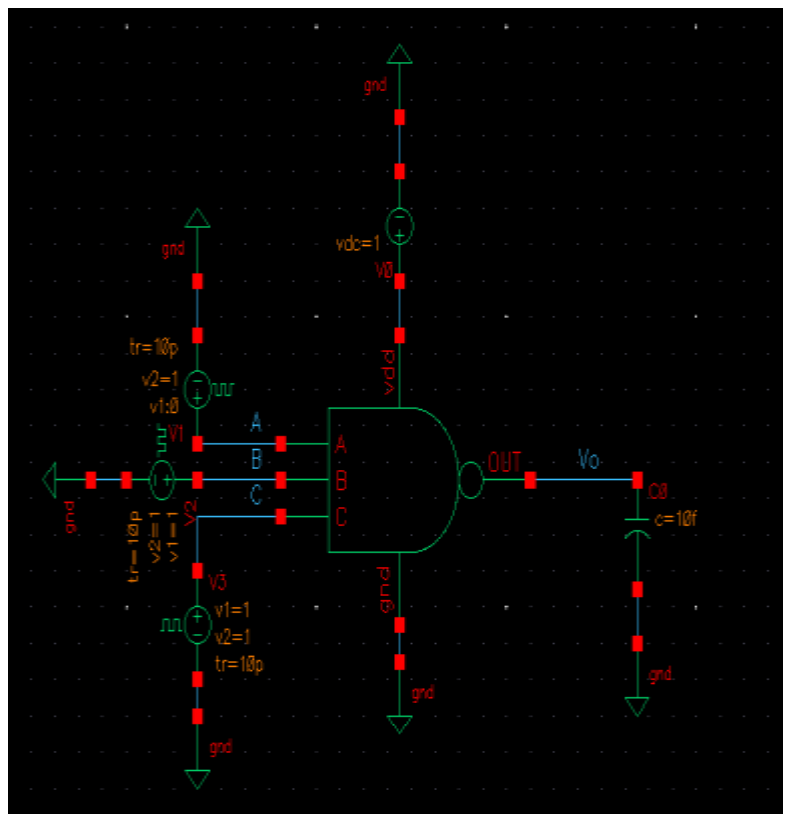 gnd
vdc=1
V0
vdd
gnd
tr=10p
v2=1
v1:0
V1
A
B
C
A
B
C
OUT
Vo
C0
c=10f
gnd
V2
v1=1
v2=1
tr=10p
gnd
V3
v1=1
v2=1
tr=10p
gnd
gnd
gnd
gnd